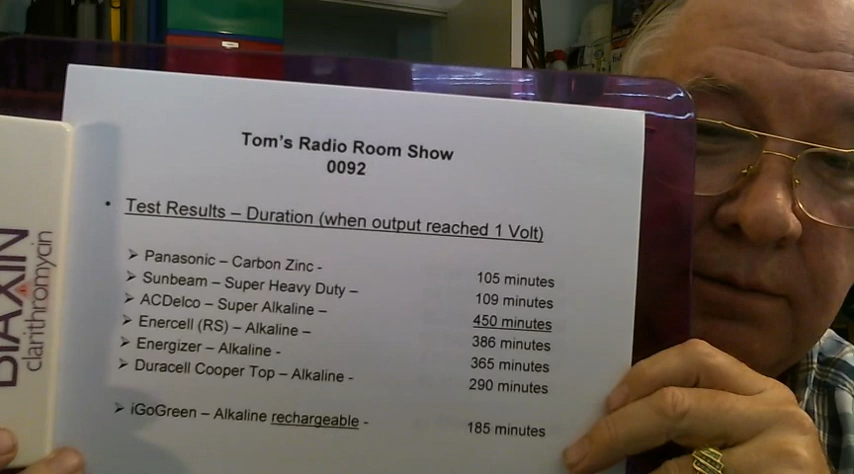 Tom's Radio Room Show
0092
• Test Results – Duration (when output reached 1 Volt)
➢ Panasonic – Carbon Zinc - 105 minutes
➢ Sunbeam – Super Heavy Duty – 109 minutes
➢ ACDelco – Super Alkaline – 450 minutes
➢ Enercell (RS) – Alkaline – 386 minutes
➢ Energizer – Alkaline - 365 minutes
➢ Duracell Cooper Top – Alkaline - 290 minutes
➢ iGoGreen – Alkaline rechargeable - 185 minutes
BIAXIN
clarithromycin